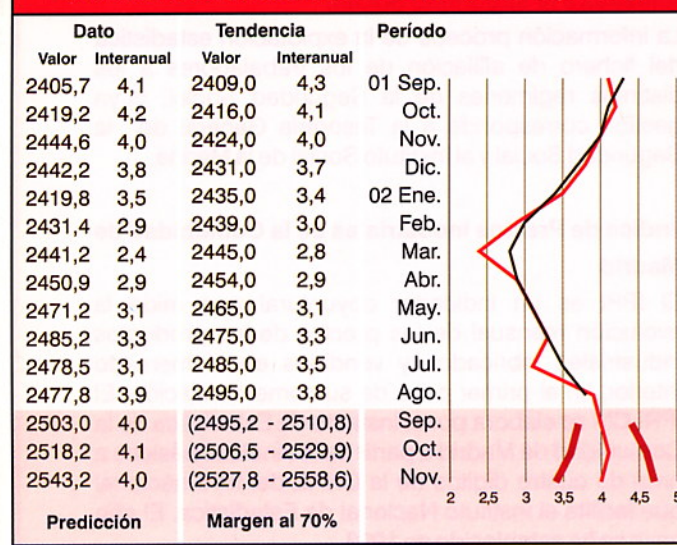 Dato Tendencia Período
Valor Interanual Valor Interanual
2405,7 4,1 2409,0 4,3 01 Sep.
2419,2 4,2 2416,0 4,1 Oct.
2444,6 4,0 2424,0 4,0 Nov.
2442,2 3,8 2431,0 3,7 Dic.
2419,8 3,5 2435,0 3,4 02 Ene.
2431,4 2,9 2439,0 3,0 Feb.
2441,2 2,4 2445,0 2,8 Mar.
2450,9 2,9 2454,0 2,9 Abr.
2471,2 3,1 2465,0 3,1 May.
2485,2 3,3 2475,0 3,3 Jun.
2478,5 3,1 2485,0 3,5 Jul.
2477,8 3,9 2495,0 3,8 Ago.
2503,0 4,0 (2495,2 - 2510,8) Sep.
2518,2 4,1 (2506,5 - 2529,9) Oct.
2543,2 4,0 (2527,8 - 2558,6) Nov.
2 2,5 3 3,5 4 4,5 5
Predicción Margen al 70%